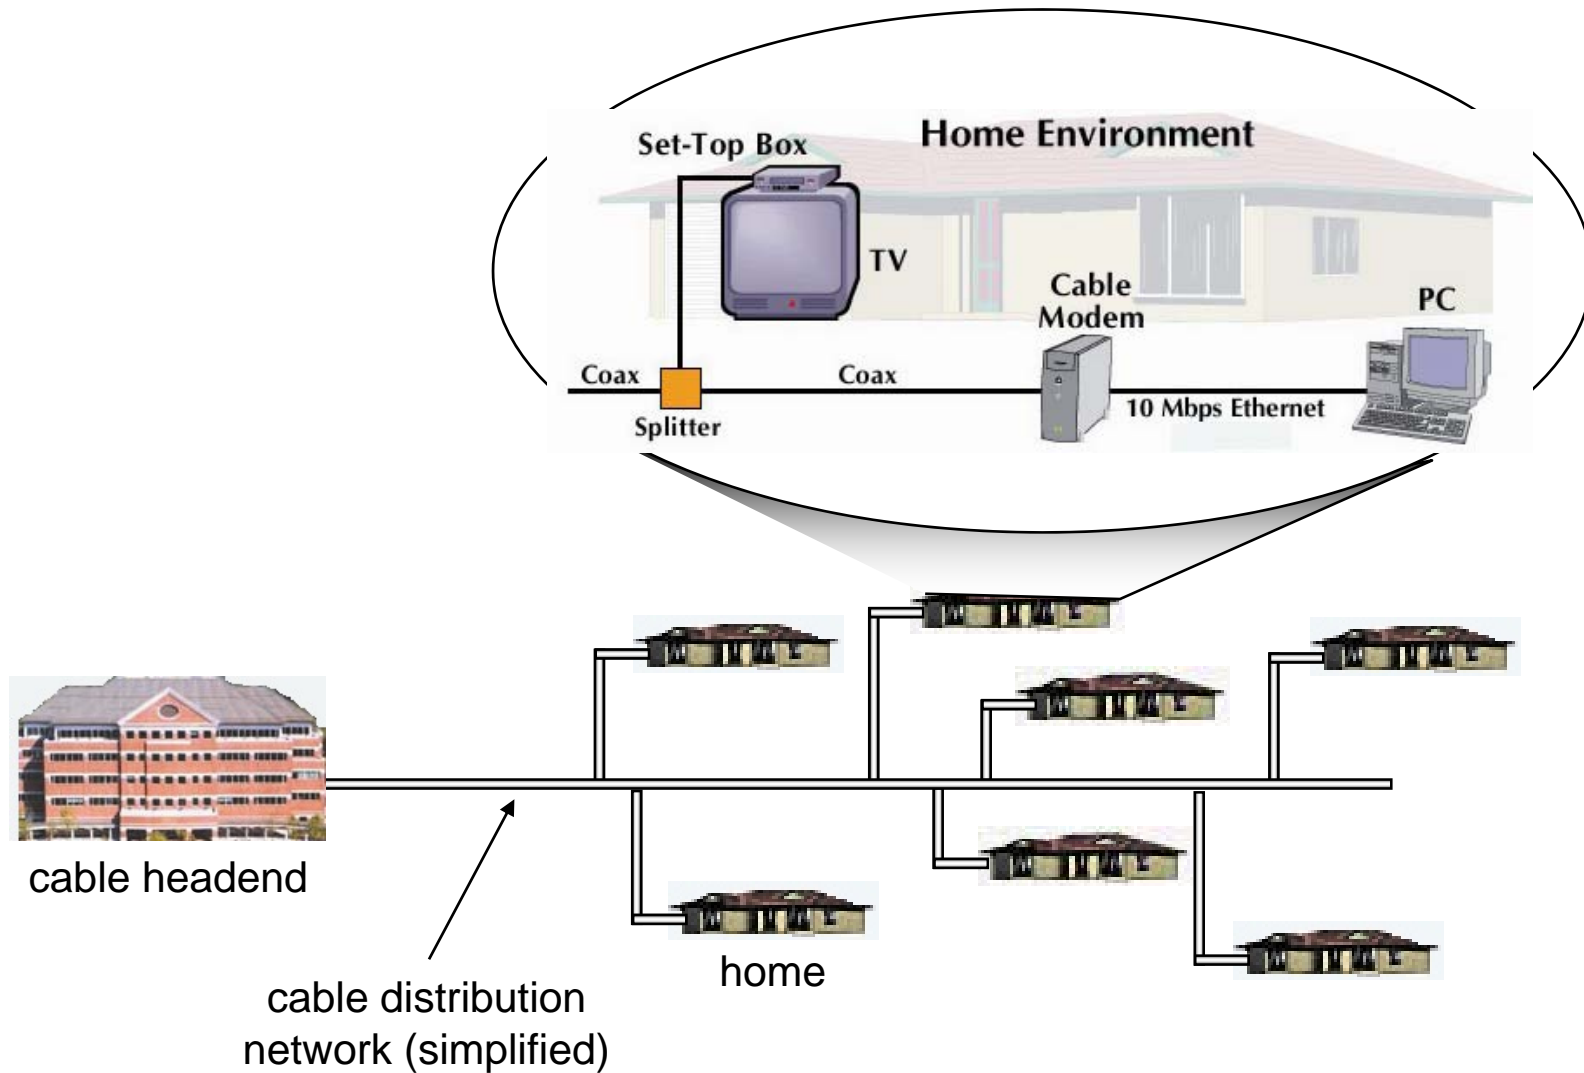 Home Environment
Set-Top Box
TV
Cable
Modem
PC
Coax
Coax
10 Mbps Ethernet
Splitter
cable headend
home
cable distribution
network (simplified)